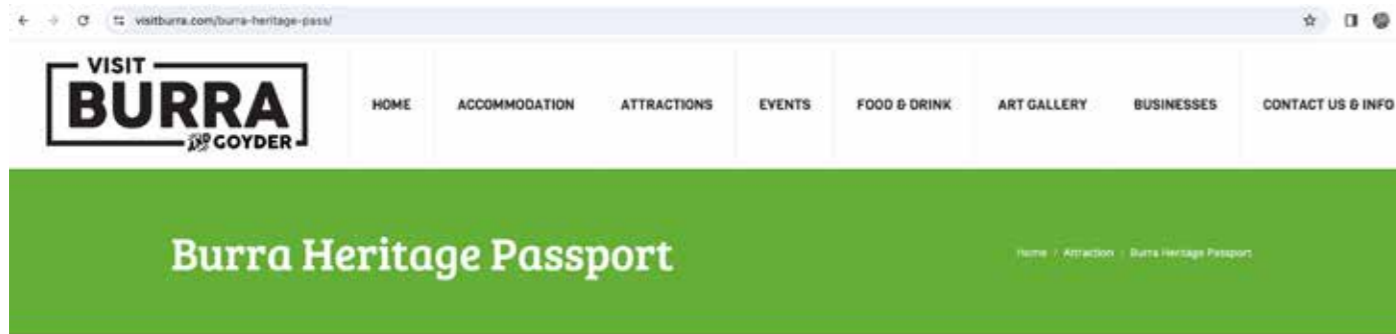 visitburra.com/burra-heritage-pass/
VISIT
BURRA
AND GOYDER
HOME
ACCOMMODATION
ATTRACTIONS
EVENTS
FOOD & DRINK
ART GALLERY
BUSINESSES
CONTACT US & INFO
Burra Heritage Passport
Home / Attraction / Burra Heritage Passport